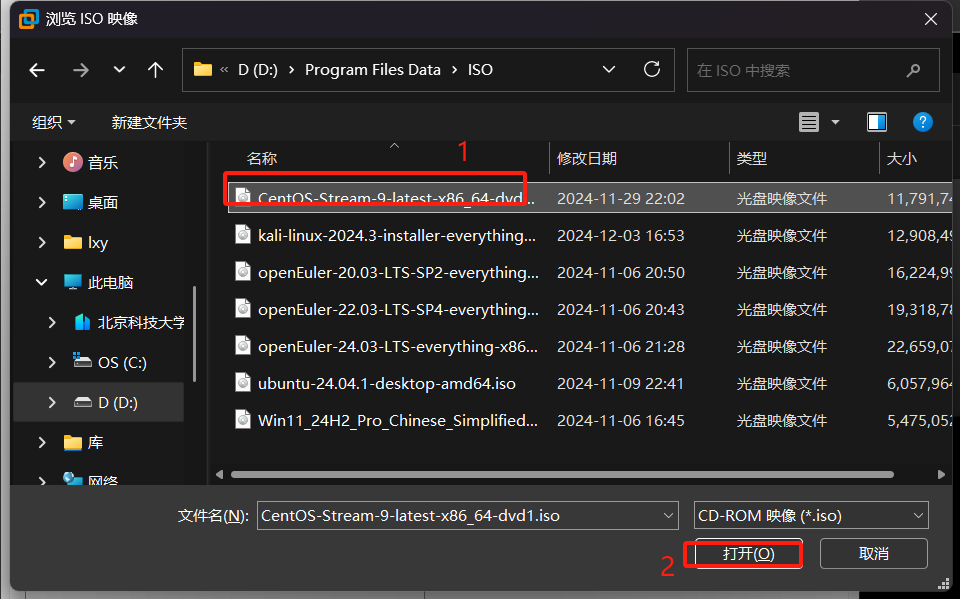 浏览 ISO 映像
« D (D:) › Program Files Data › ISO
在 ISO 中搜索
组织
新建文件夹
?
音乐
桌面
lxy
此电脑
北京科技大学
OS (C:)
D (D:)
库
网络
1
名称 修改日期 类型 大小
CentOS-Stream-9-latest-x86_64-dvd... 2024-11-29 22:02 光盘映像文件 11,791,74
kali-linux-2024.3-installer-everything... 2024-12-03 16:53 光盘映像文件 12,908,49
openEuler-20.03-LTS-SP2-everything... 2024-11-06 20:50 光盘映像文件 16,224,99
openEuler-22.03-LTS-SP4-everything... 2024-11-06 20:43 光盘映像文件 19,318,78
openEuler-24.03-LTS-everything-x86... 2024-11-06 21:28 光盘映像文件 22,659,07
ubuntu-24.04.1-desktop-amd64.iso 2024-11-09 22:41 光盘映像文件 6,057,964
Win11_24H2_Pro_Chinese_Simplified... 2024-11-06 16:45 光盘映像文件 5,475,052
文件名(N): CentOS-Stream-9-latest-x86_64-dvd1.iso CD-ROM 映像 (*.iso)
2 打开(O) 取消